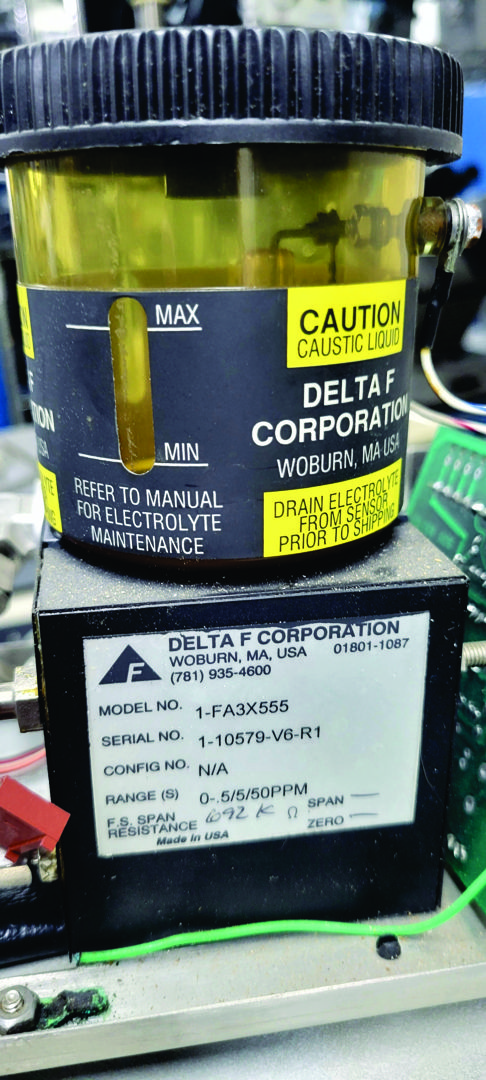 MAX
MIN
REFER TO MANUAL
FOR ELECTROLYTE
MAINTENANCE
CAUTION
CAUSTIC LIQUID
DELTA F
CORPORATION
WOBURN, MA USA
DRAIN ELECTROLYTE
FROM SENSOR
PRIOR TO SHIPPING
F
DELTA F CORPORATION
WOBURN, MA, USA 01801-1087
(781) 935-4600
MODEL NO. 1-FA3X555
SERIAL NO. 1-10579-V6-R1
CONFIG NO. N/A
RANGE (S) 0-.5/5/50PPM
F.S. SPAN
RESISTANCE 692 K Ω
SPAN —
ZERO —
Made in USA